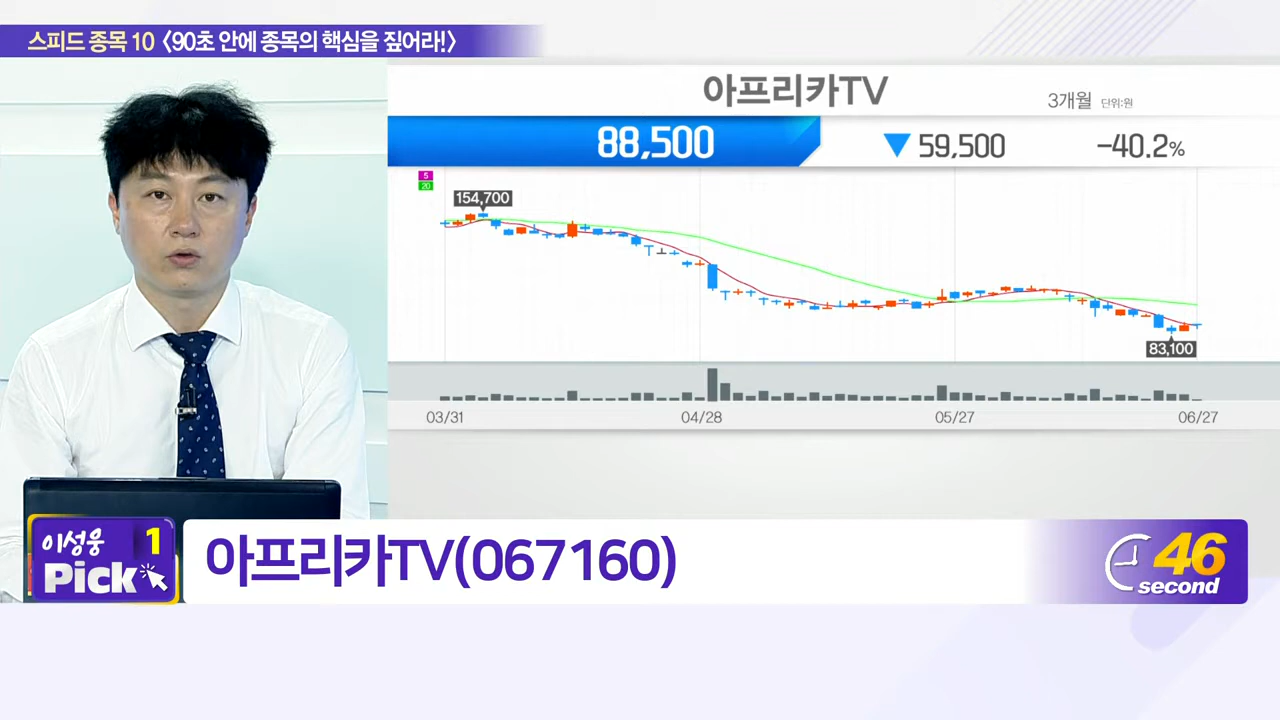 스피드 종목 10 〈90초 안에 종목의 핵심을 짚어라!〉
아프리카TV
3개월 단위:원
88,500 ▼ 59,500 -40.2%
5
20
154,700
83,100
03/31 04/28 05/27 06/27
이성웅 1
Pick
아프리카TV(067160)
46
second